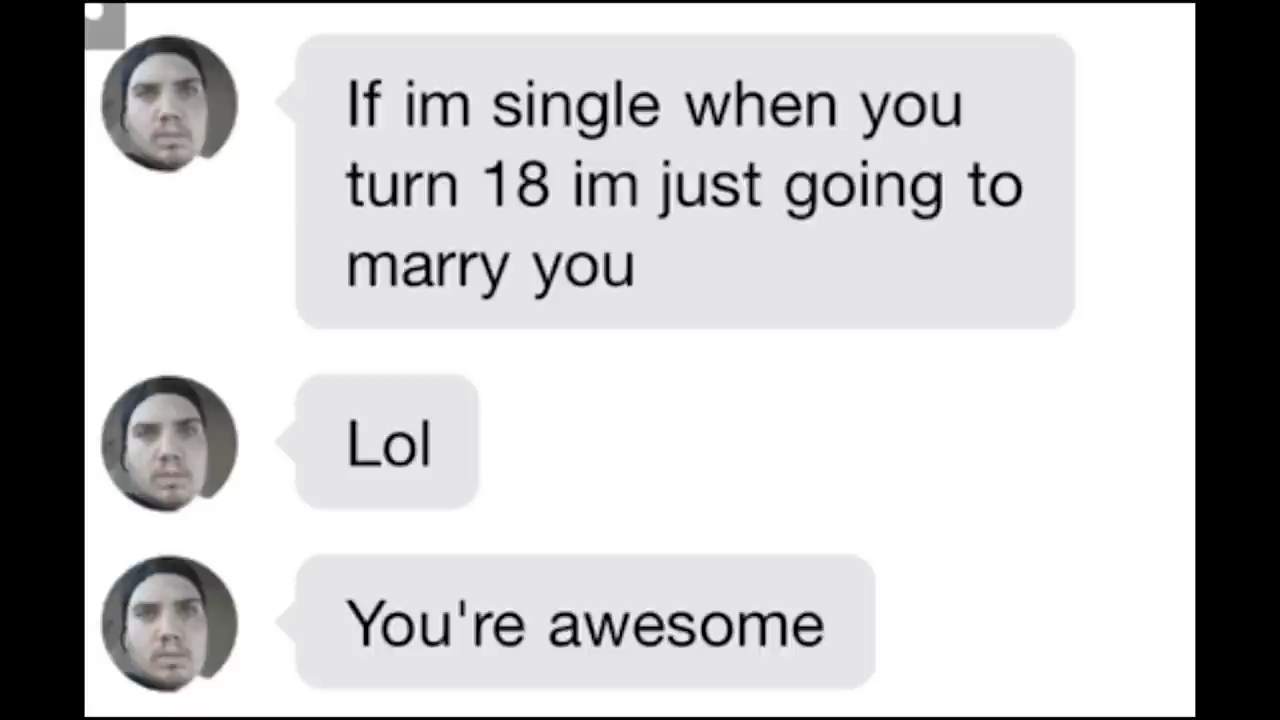 If im single when you
turn 18 im just going to
marry you
Lol
You're awesome